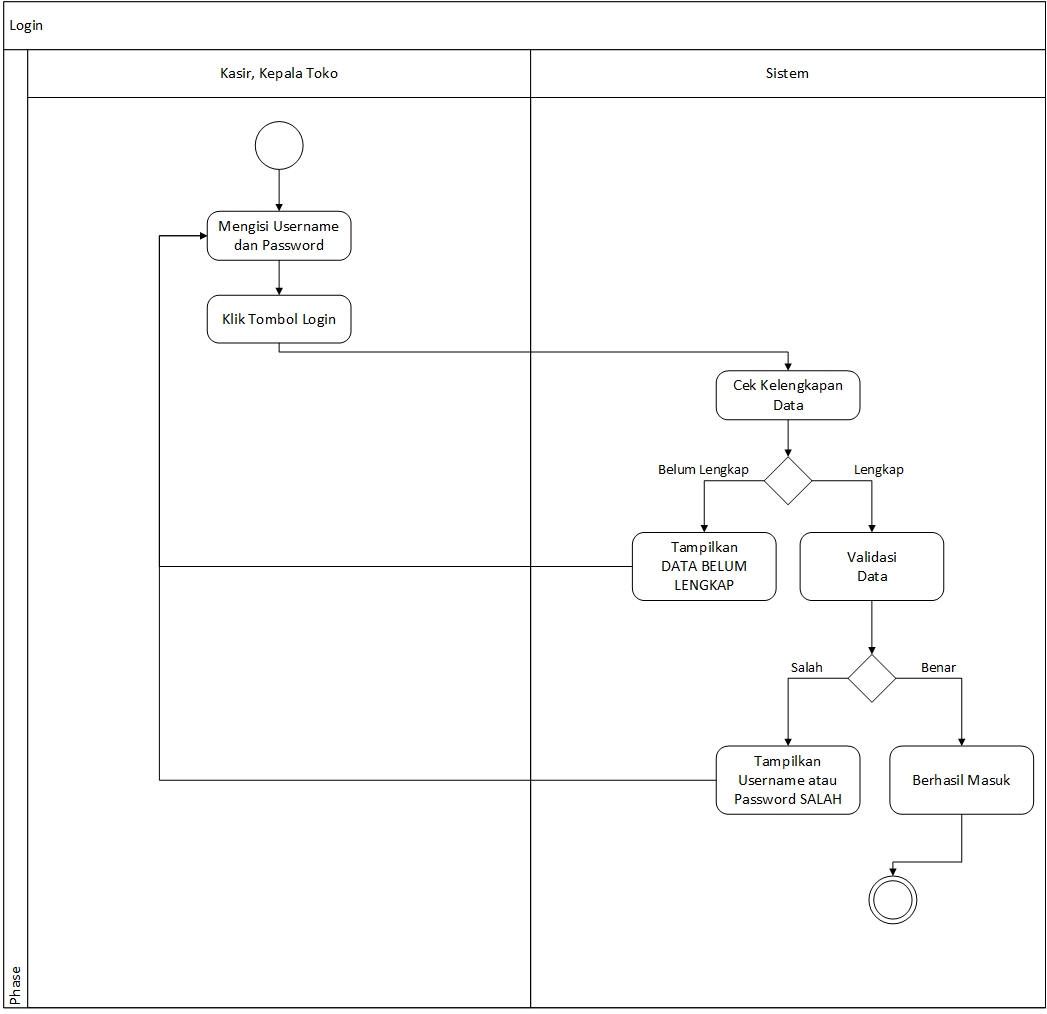 Login
Kasir, Kepala Toko
Sistem
Mengisi Username
dan Password
Klik Tombol Login
Cek Kelengkapan
Data
Belum Lengkap
Lengkap
Tampilkan
DATA BELUM
LENGKAP
Validasi
Data
Salah
Benar
Tampilkan
Username atau
Password SALAH
Berhasil Masuk
Phase